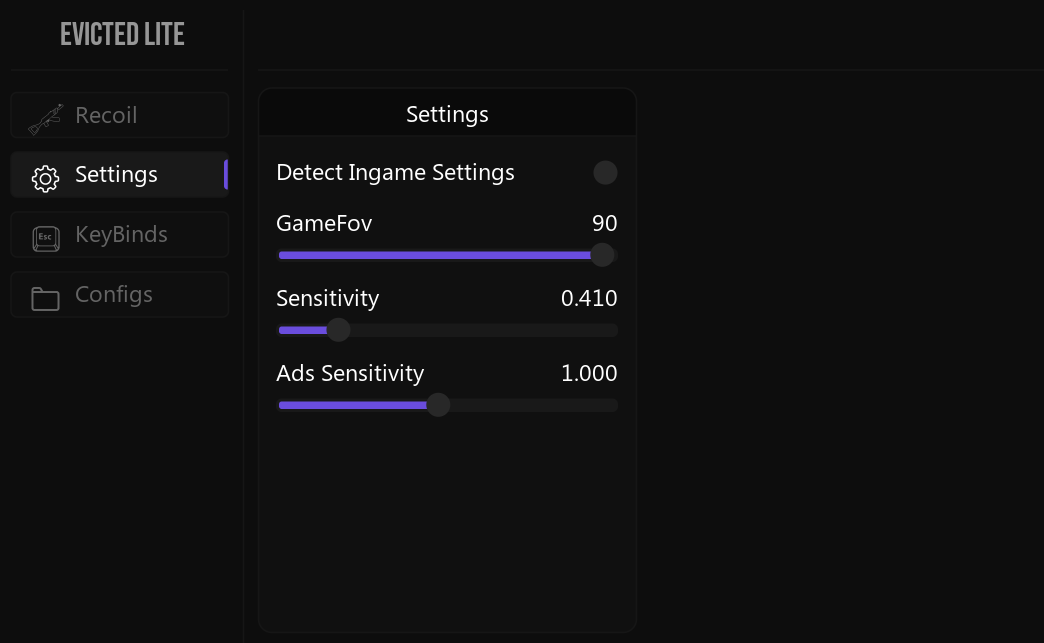 EVICTED LITE
Recoil
Settings
Esc
KeyBinds
Configs
Settings
Detect Ingame Settings
GameFov 90
Sensitivity 0.410
Ads Sensitivity 1.000